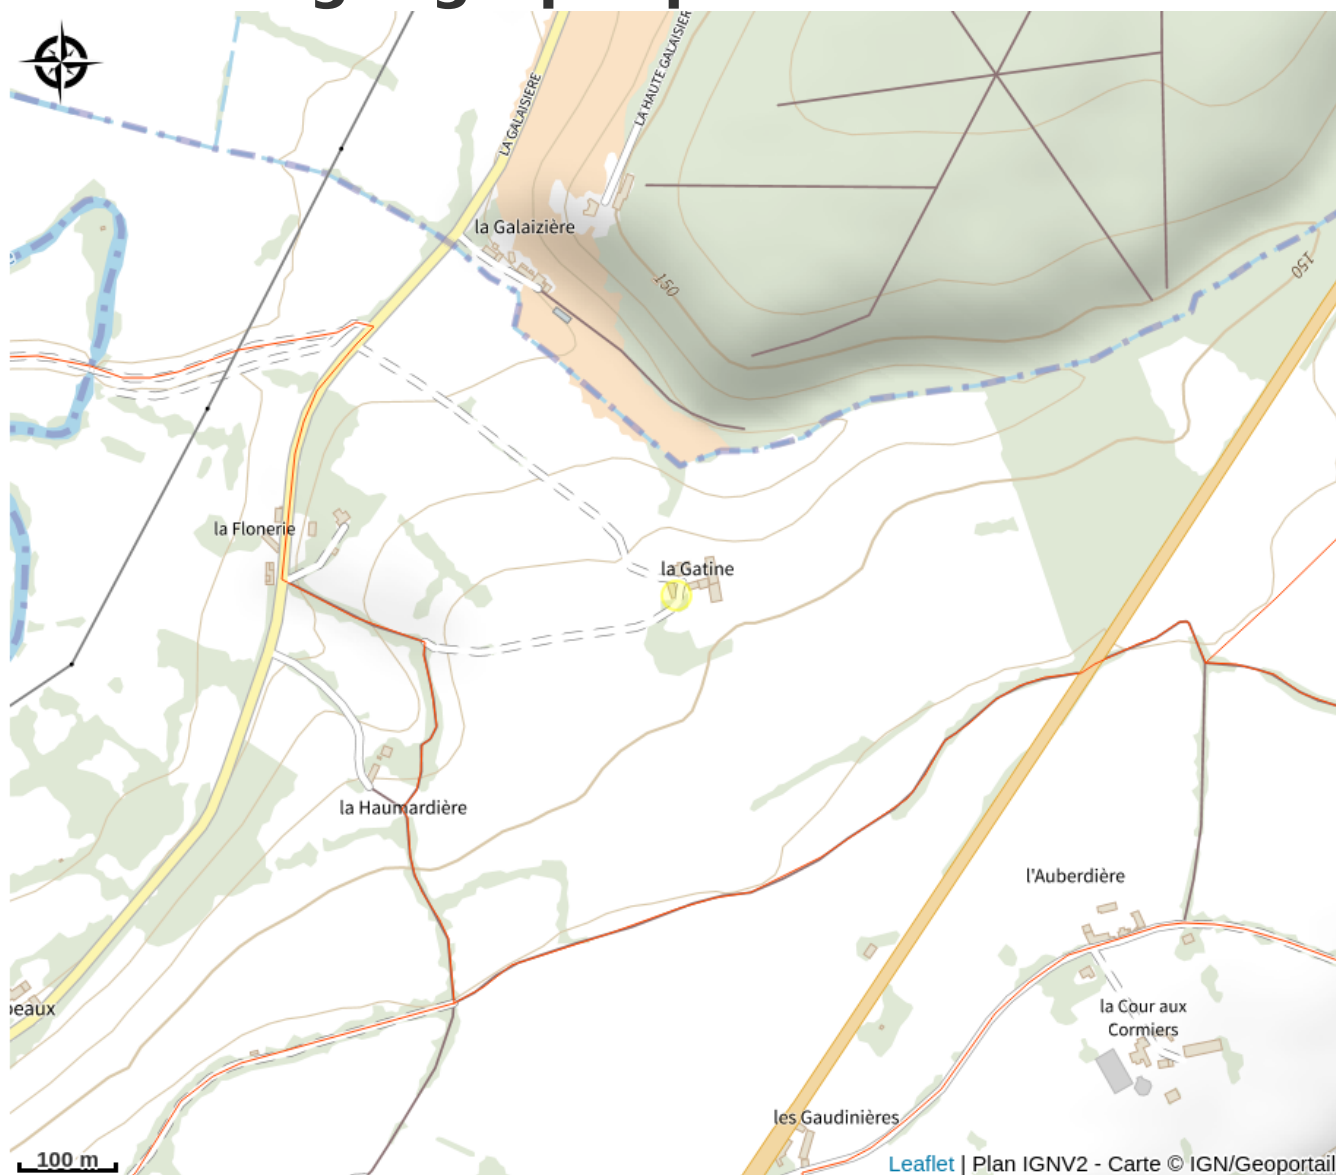 LA GALAISIERE
LA HAUTE GALAISIER
la Galaizière
150
150
la Flonerie
la Gatine
la Haumardière
l'Auberdière
la Cour aux
Cormiers
beaux
les Gaudinières
100 m
Leaflet | Plan IGNV2 - Carte © IGN/Geoportail